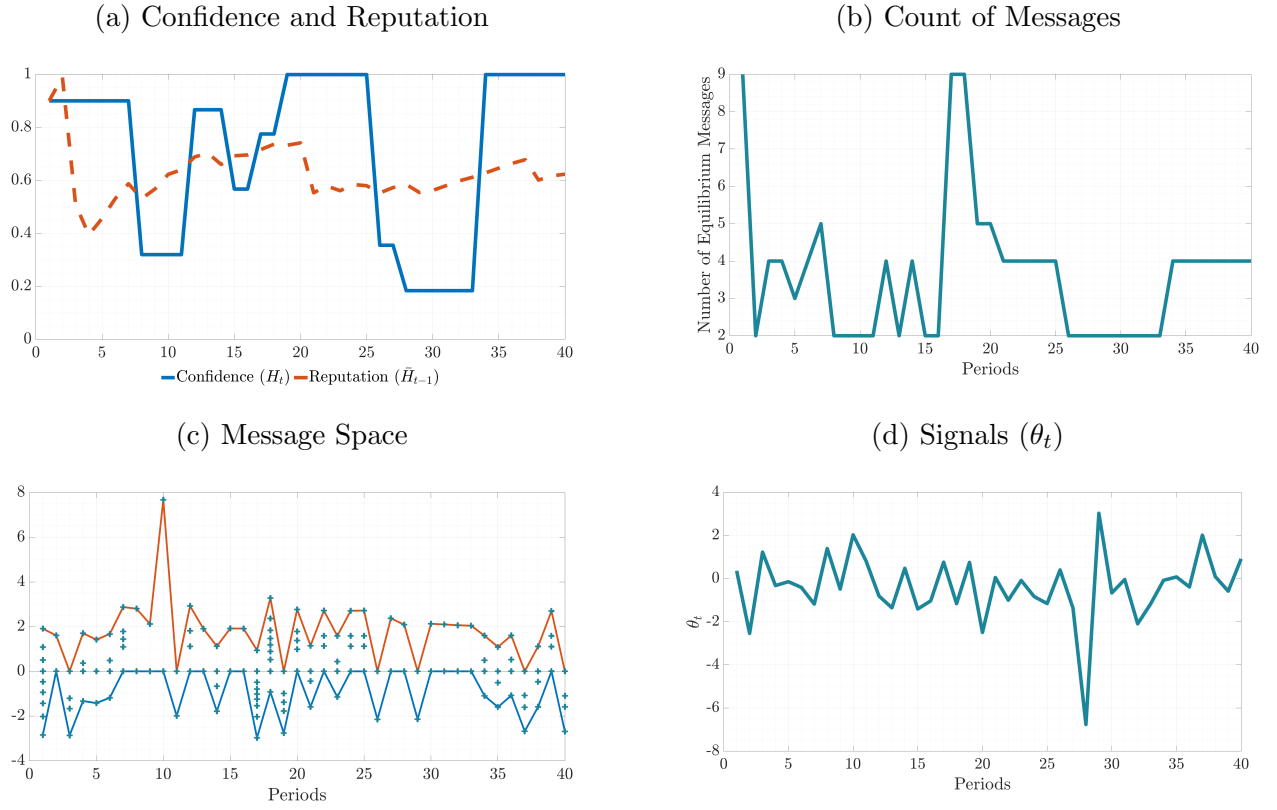 (a) Confidence and Reputation
1
0.8
0.6
0.4
0.2
0
0 5 10 15 20 25 30 35 40
Confidence (H_t) Reputation (H̄_{t−1})
(b) Count of Messages
Number of Equilibrium Messages
9
8
7
6
5
4
3
2
0 5 10 15 20 25 30 35 40
Periods
(c) Message Space
8
6
4
2
0
-2
-4
0 5 10 15 20 25 30 35 40
Periods
(d) Signals (θ_t)
θ_t
4
2
0
-2
-4
-6
-8
0 5 10 15 20 25 30 35 40
Periods